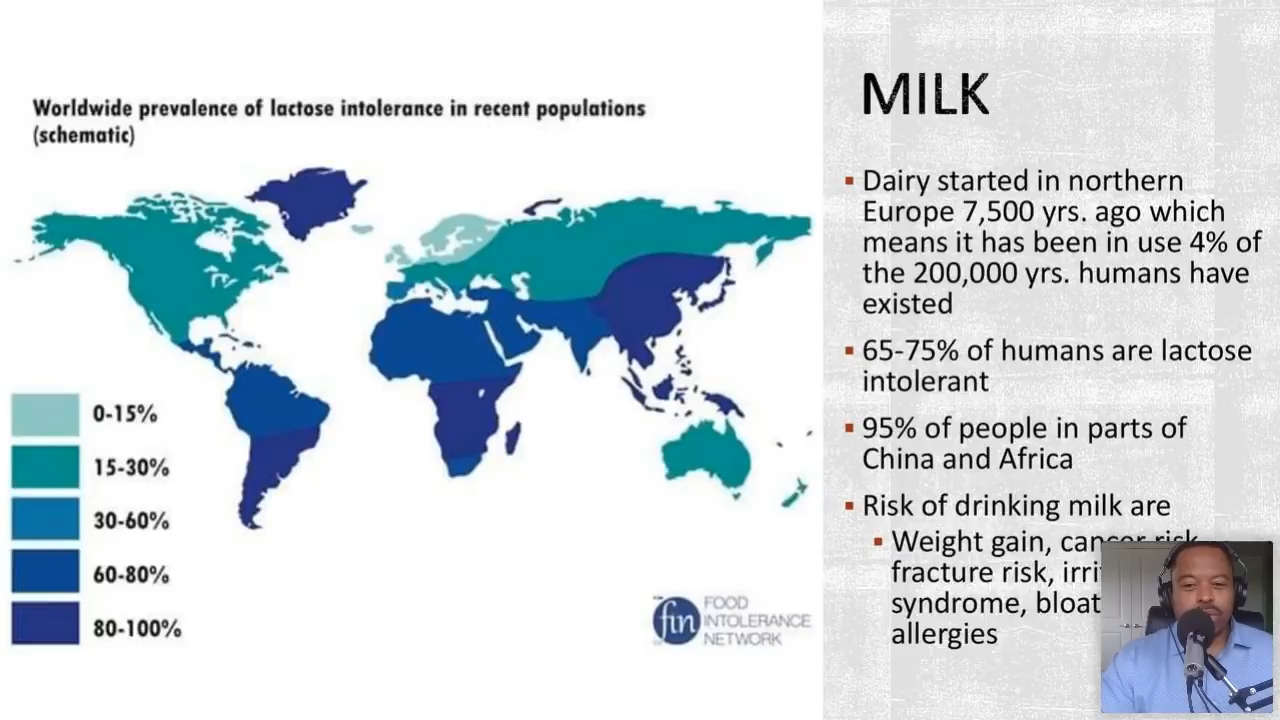 Worldwide prevalence of lactose intolerance in recent populations
(schematic)
0-15%
15-30%
30-60%
60-80%
80-100%
fin
FOOD
INTOLERANCE
NETWORK
MILK
Dairy started in northern
Europe 7,500 yrs. ago which
means it has been in use 4% of
the 200,000 yrs. humans have
existed
65-75% of humans are lactose
intolerant
95% of people in parts of
China and Africa
Risk of drinking milk are
Weight gain, cancer risk
fracture risk,
syndrome,
allergies